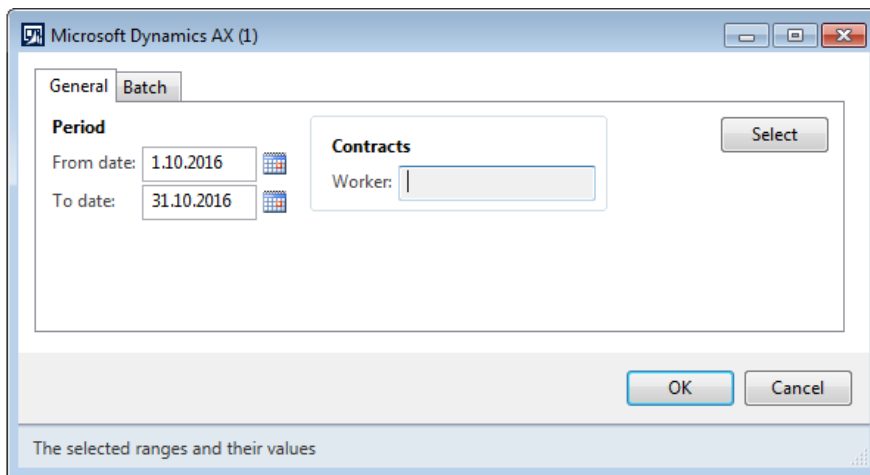 Microsoft Dynamics AX (1)
General Batch
Period
From date: 1.10.2016
To date: 31.10.2016
Contracts
Worker:
Select
OK Cancel
The selected ranges and their values